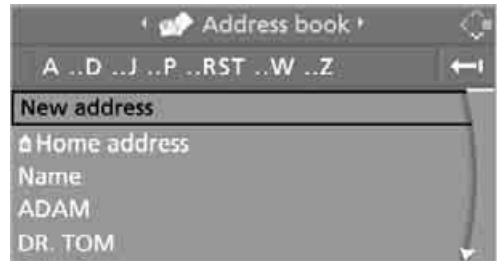 Address book
A ..D ..J ..P ..RST ..W ..Z
New address
Home address
Name
ADAM
DR. TOM